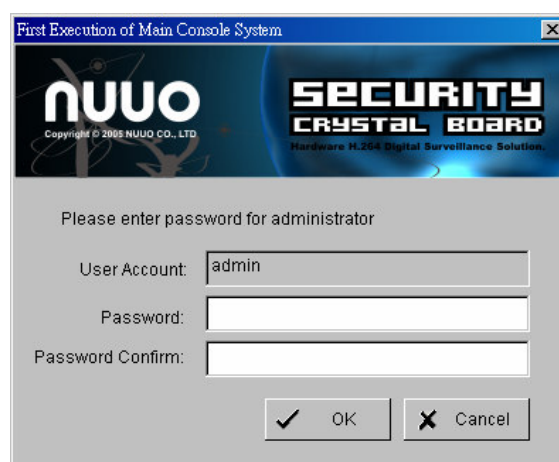 First Execution of Main Console System
nuuo
Copyright © 2005 NUUO CO., LTD
SECURITY
CRYSTAL BOARD
Hardware H.264 Digital Surveillance Solution.
Please enter password for administrator
User Account:
admin
Password:
Password Confirm:
OK
Cancel